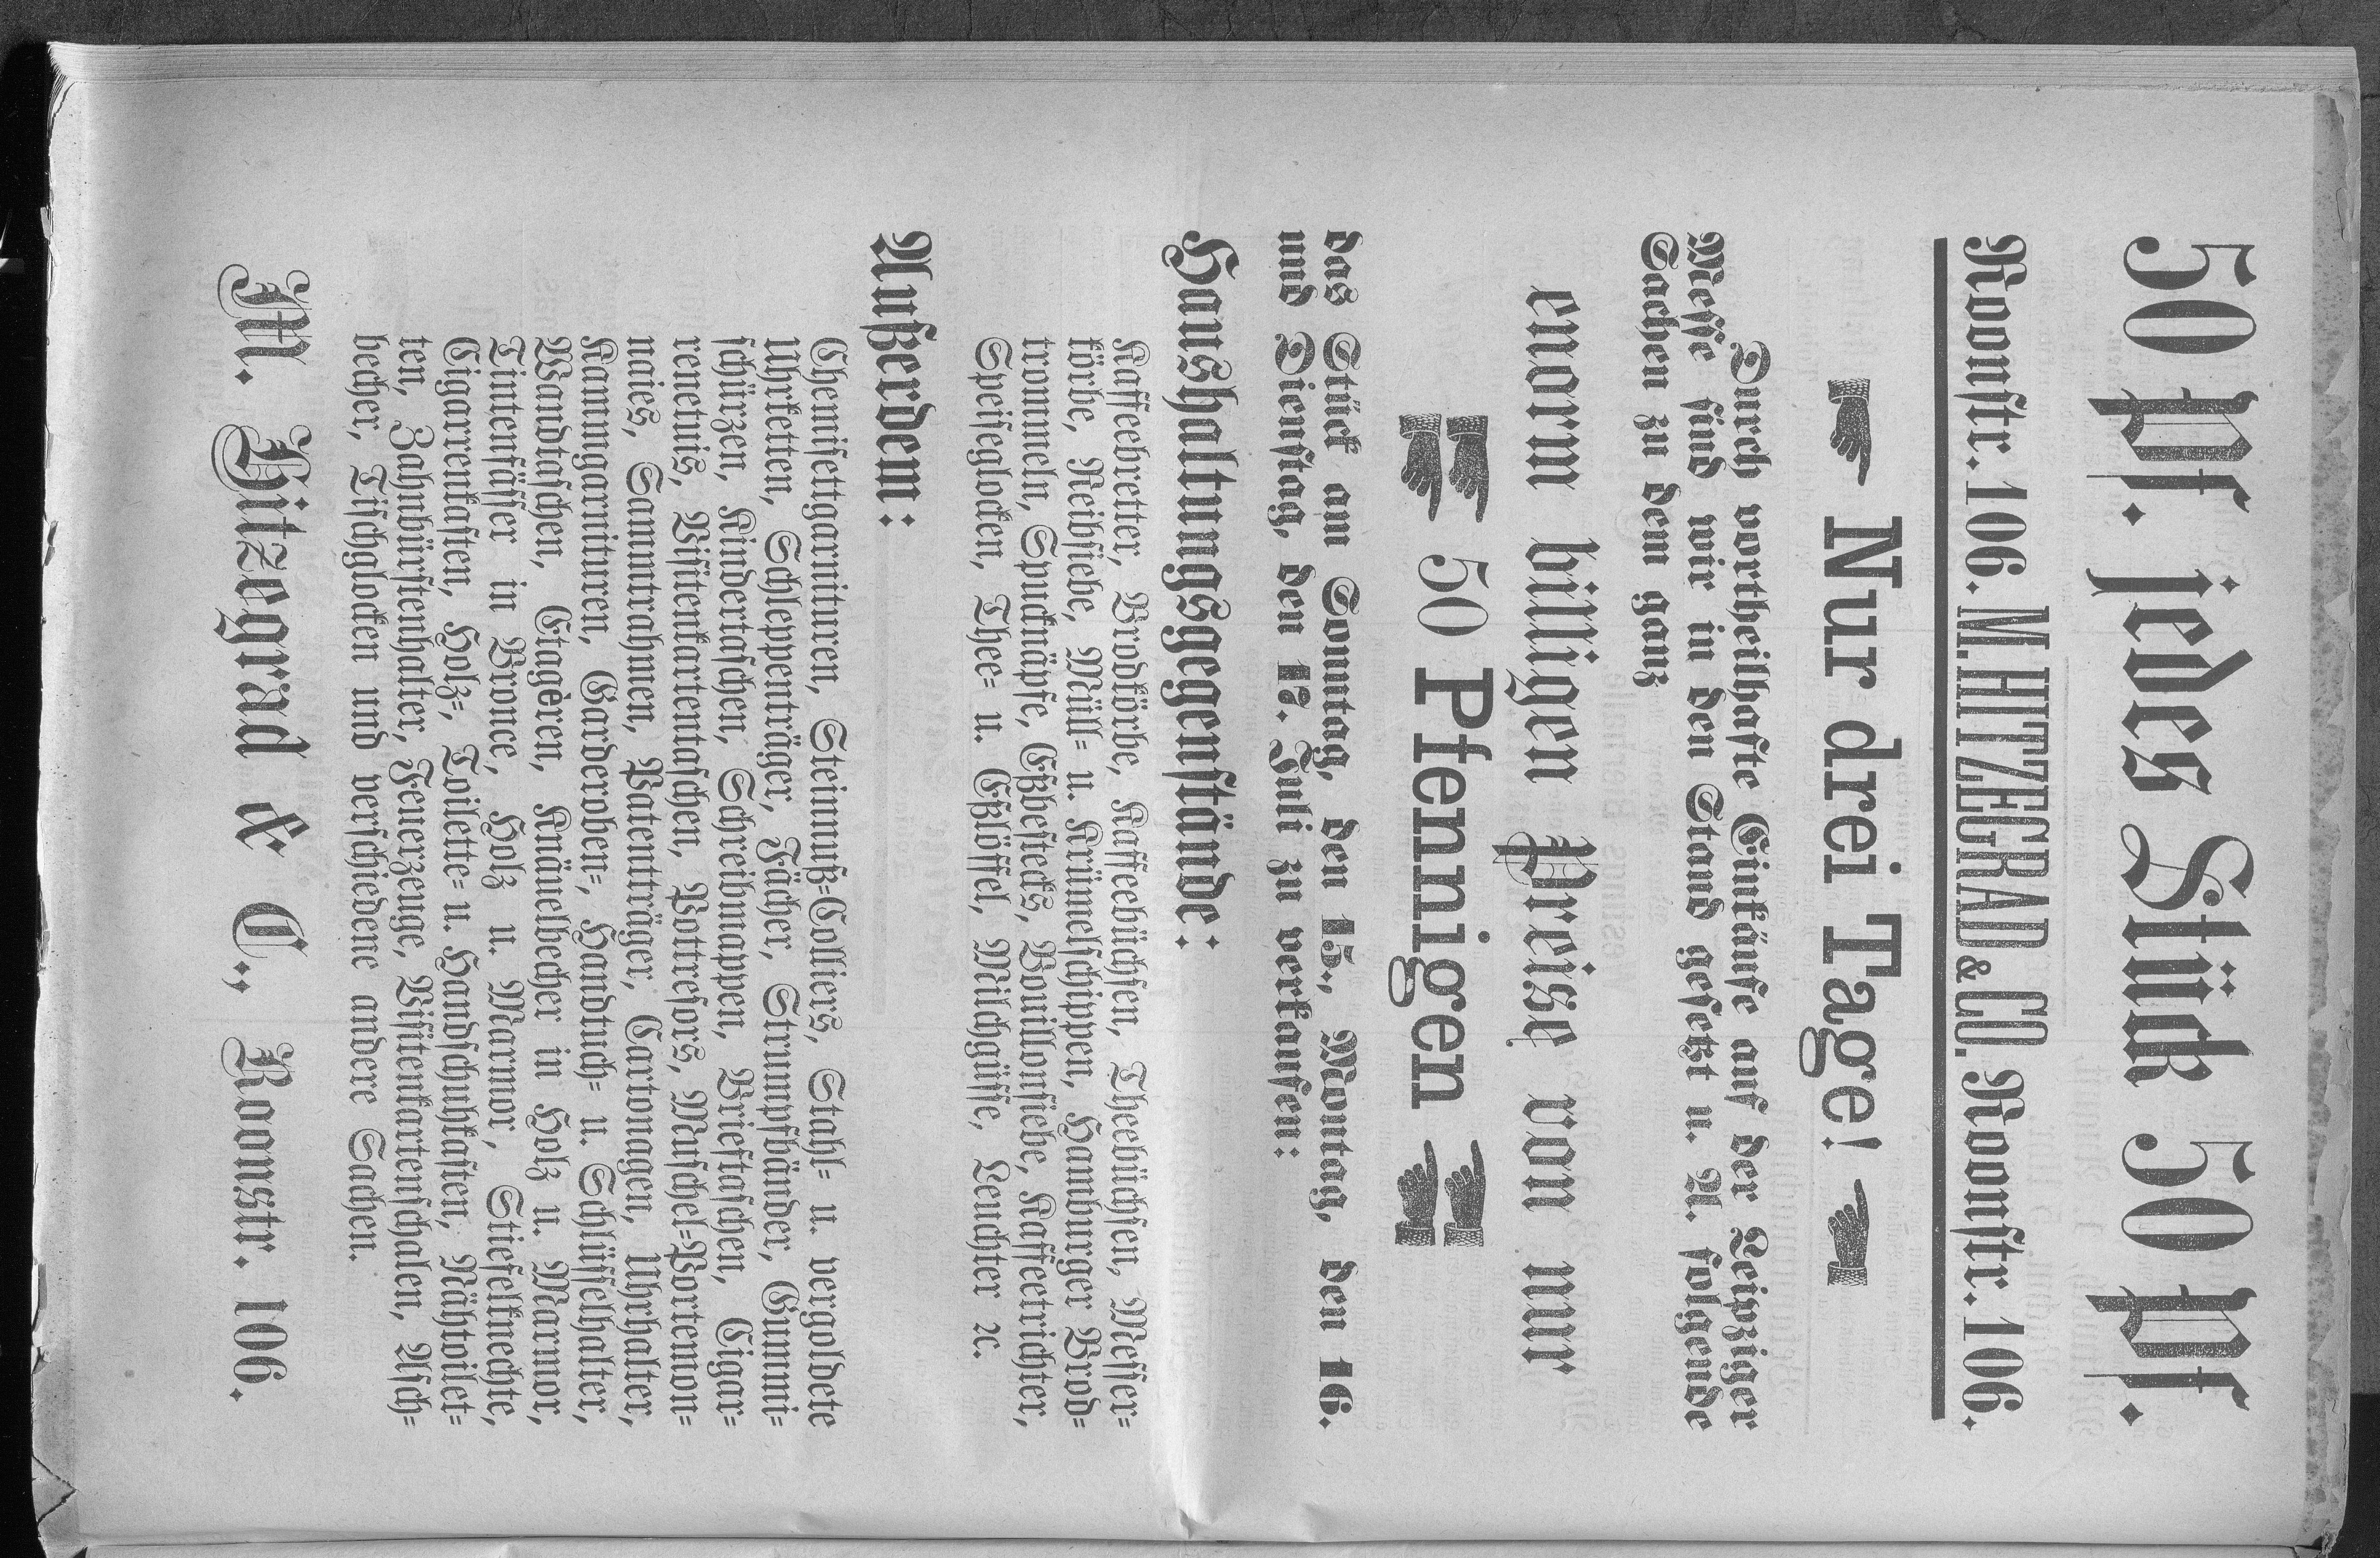 50 Pf. jedes Stück 50 Pf.
Roonstr. 106. M. HITZEGRAD & CO. Roonstr. 106.
Nur drei Tage!
Durch vortheilhafte Einkäufe auf der Leipziger
Messe sind wir in den Stand gesetzt u. A. folgende
Sachen zu dem ganz
enorm billigen Preise von nur
50 Pfennigen
das Stück am Sonntag, den 15., Montag, den 16.
und Dienstag, den 17. Juli zu verkaufen:
Haushaltungsgegenstände:
Kaffeebretter, Brodkörbe, Kaffeebüchsen, Theebüchsen, Messer-
körbe, Reibsiebe, Müll- u. Krümelschippen, Hamburger Brod-
trommeln, Spucknäpfe, Eßbestecks, Bouillonsiebe, Kaffeetrichter,
Speiseglocken, Thee- u. Eßlöffel, Milchgüsse, Leuchter ꝛc.
Außerdem:
Chemisettgarnituren, Steinnuß-Colliers, Stahl- u. vergoldete
Uhrketten, Schleppenträger, Fächer, Strumpfbänder, Gummi-
schürzen, Kindertaschen, Schreibmappen, Brieftaschen, Cigar-
renetuis, Visitenkartentaschen, Portresors, Muschel-Portemon-
naies, Sammtrahmen, Patentträger, Cartonagen, Uhrhalter,
Kammgarnituren, Garderoben-, Handtuch- u. Schlüsselhalter,
Wandtaschen, Etagèren, Knäuelbecher in Holz u. Marmor,
Tintenfässer in Bronce, Holz u. Marmor, Stiefelknechte,
Cigarrenkasten, Holz-, Toilette- u. Handschuhkasten, Nähtoilet-
ten, Zahnbürstenhalter, Feuerzeuge, Visitenkartenschalen, Asch-
becher, Tischglocken und verschiedene andere Sachen.
M. Hitzegrad & C., Roonstr. 106.